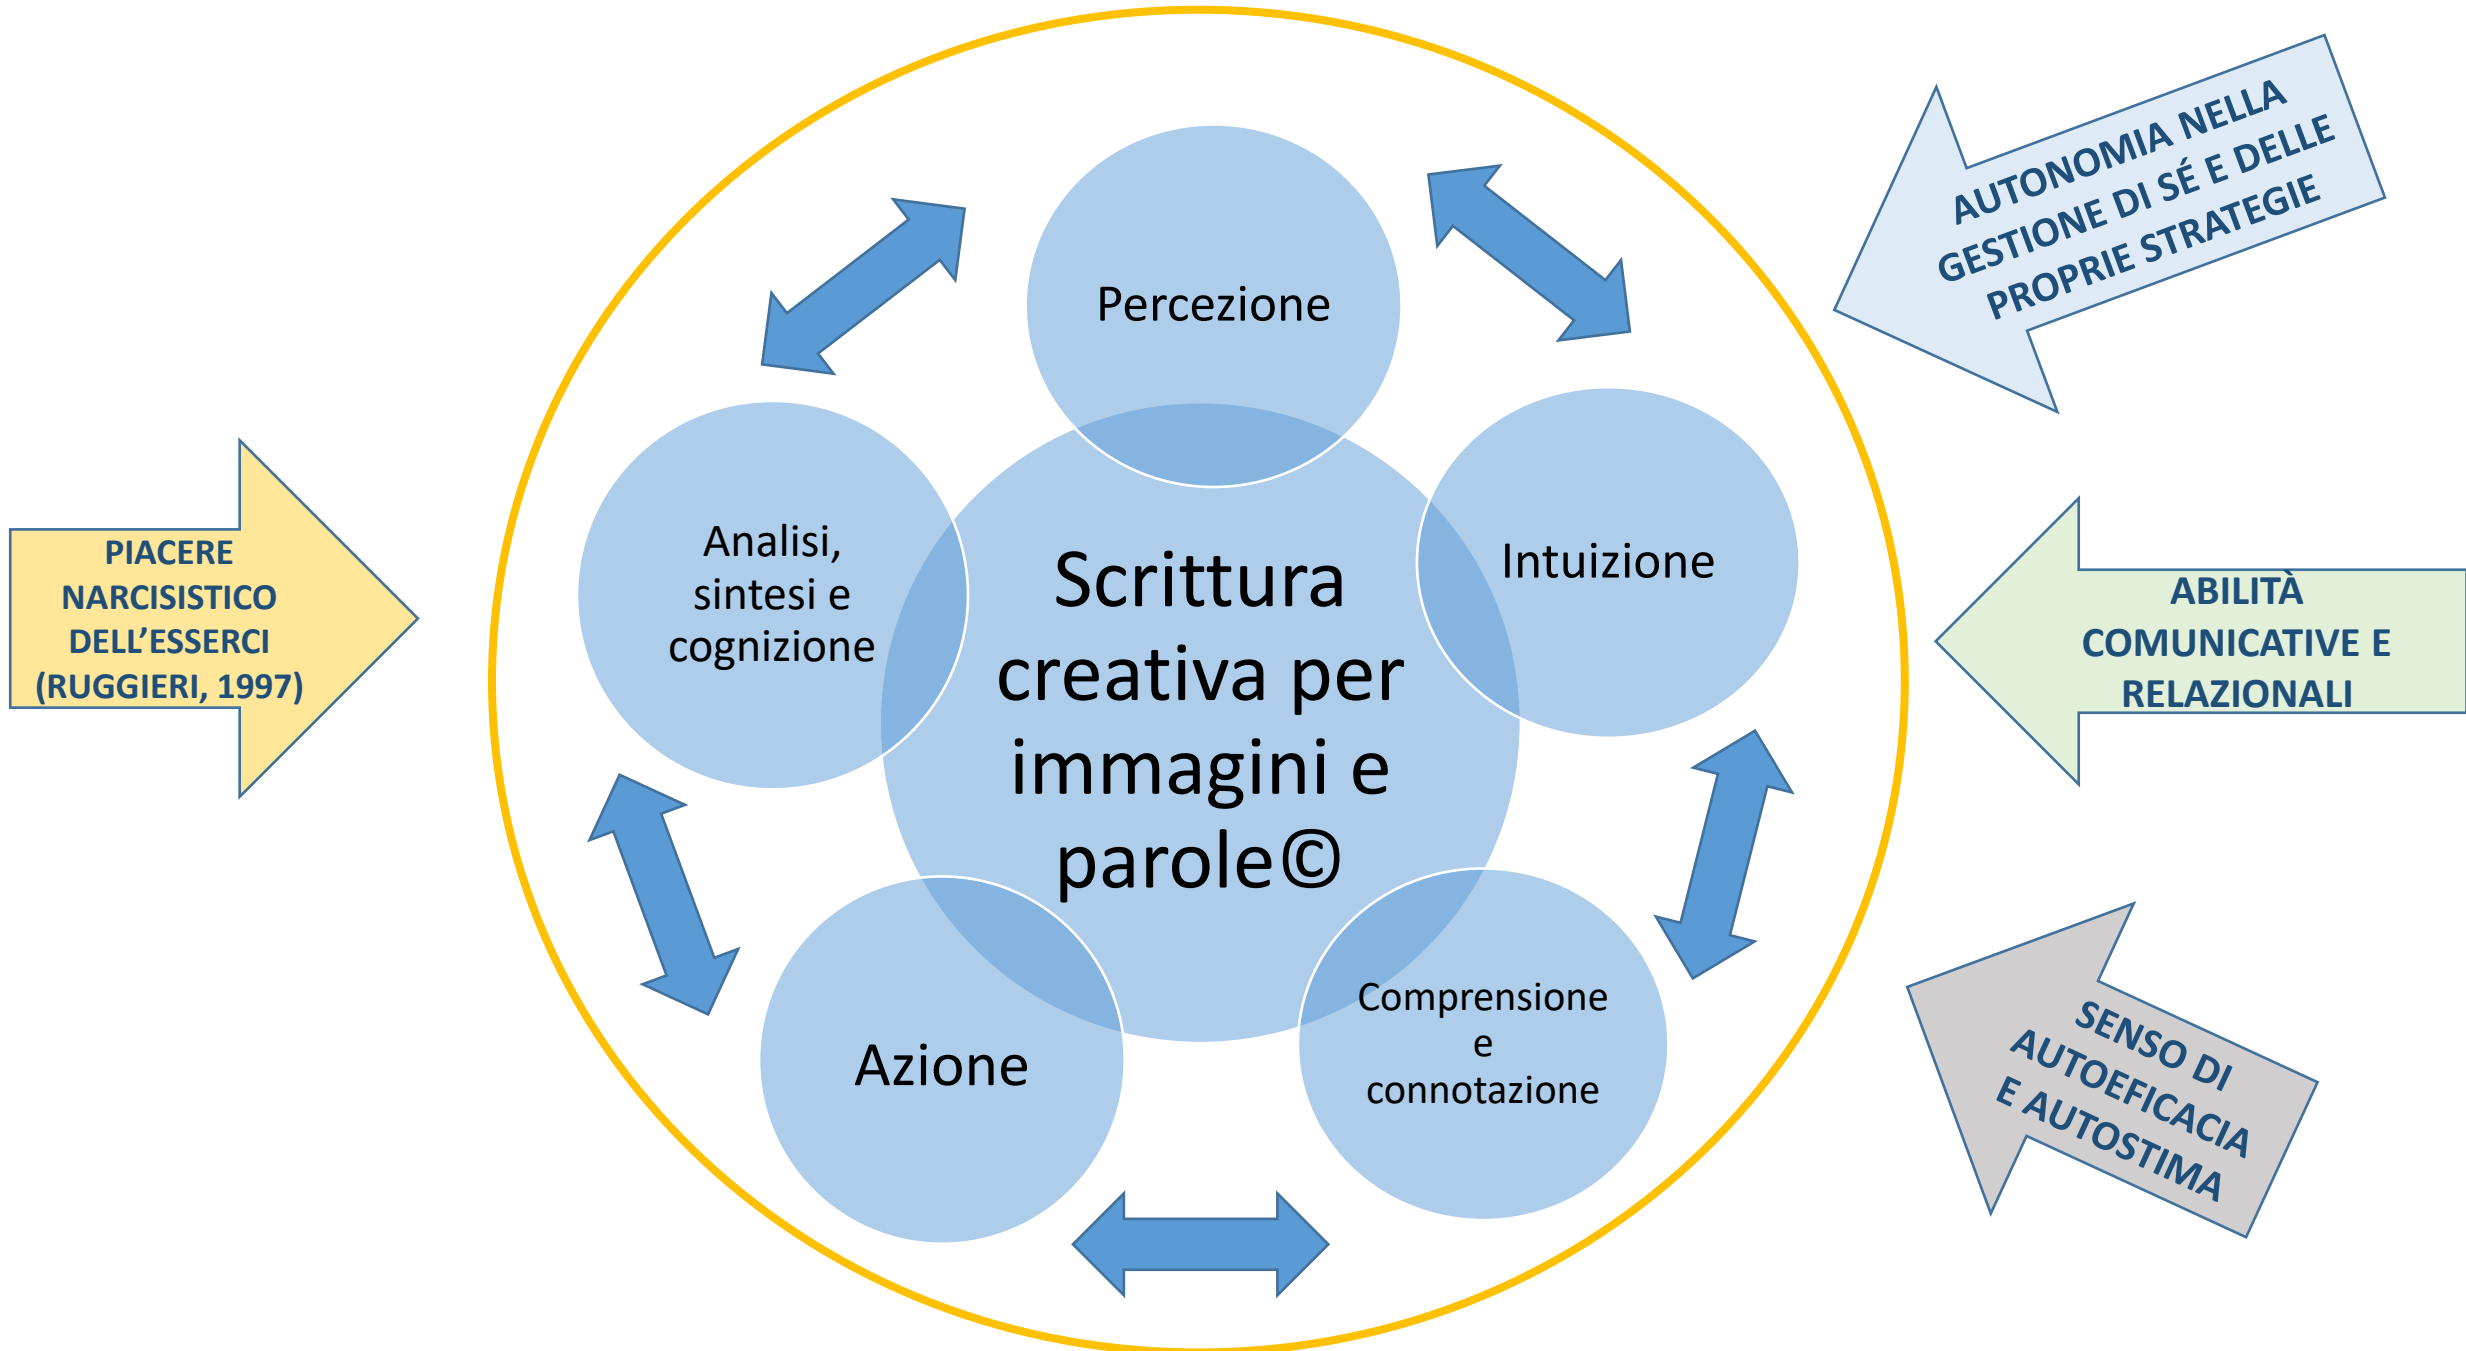 Percezione
Analisi,
sintesi e
cognizione
Scrittura
creativa per
immagini e
parole©
Intuizione
Azione
Comprensione
e
connotazione
PIACERE
NARCISISTICO
DELL’ESSERCI
(RUGGIERI, 1997)
AUTONOMIA NELLA
GESTIONE DI SÉ E DELLE
PROPRIE STRATEGIE
ABILITÀ
COMUNICATIVE E
RELAZIONALI
SENSO DI
AUTOEFICACIA
E AUTOSTIMA